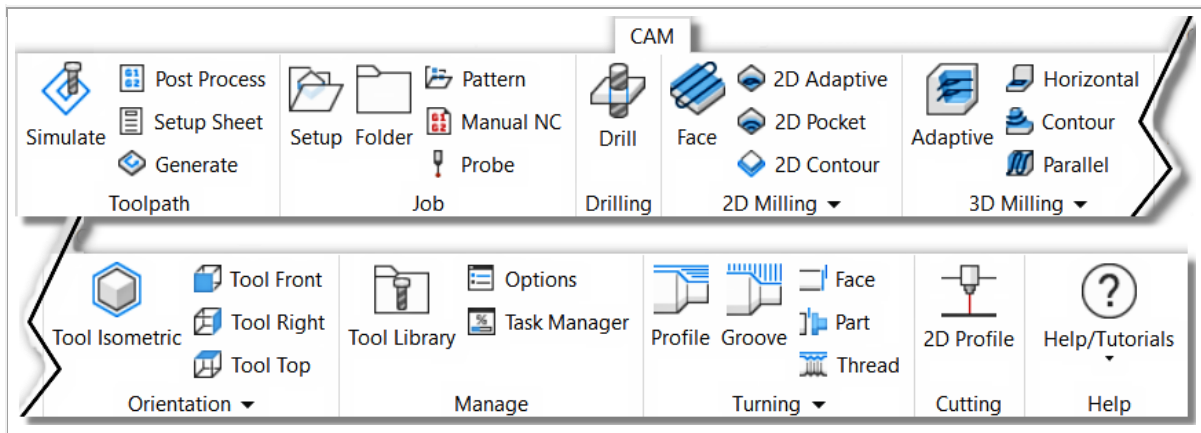 CAM
Post Process Pattern 2D Adaptive Horizontal
Setup Sheet Manual NC 2D Pocket Contour
Simulate Setup Folder Drill Face Adaptive
Generate Probe 2D Contour Parallel
Toolpath Job Drilling 2D Milling 3D Milling
Tool Front Options Face
Tool Right Task Manager Part
Tool Isometric Tool Library Profile Groove 2D Profile Help/Tutorials
Tool Top Thread
Orientation Manage Turning Cutting Help